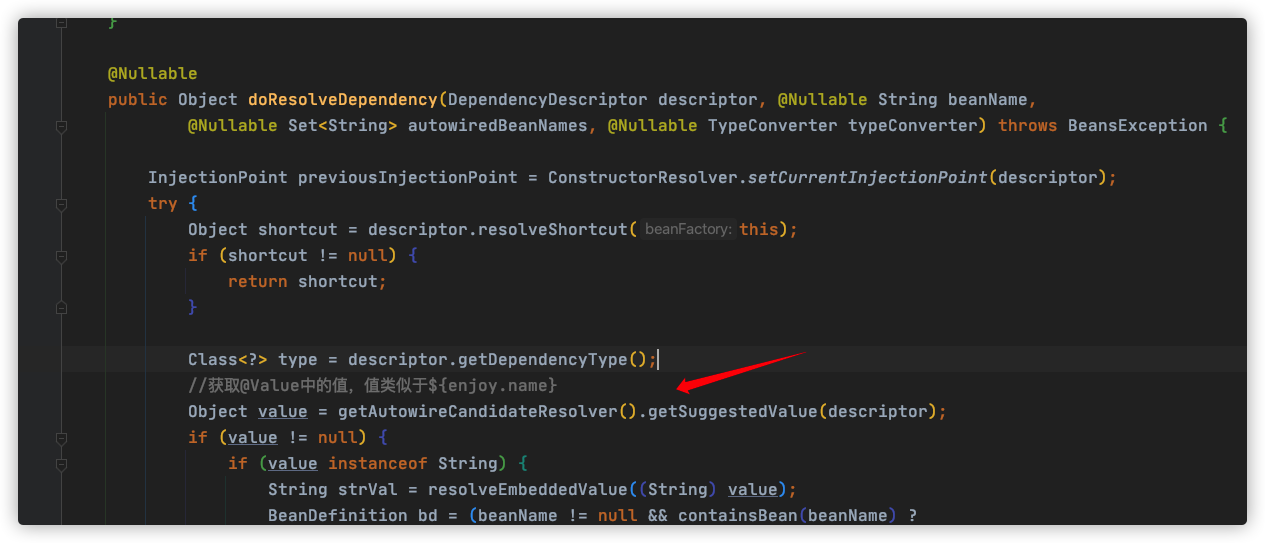 }
@Nullable
public Object doResolveDependency(DependencyDescriptor descriptor, @Nullable String beanName,
@Nullable Set<String> autowiredBeanNames, @Nullable TypeConverter typeConverter) throws BeansException {
InjectionPoint previousInjectionPoint = ConstructorResolver.setCurrentInjectionPoint(descriptor);
try {
Object shortcut = descriptor.resolveShortcut( beanFactory: this);
if (shortcut != null) {
return shortcut;
}
Class<?> type = descriptor.getDependencyType();
//获取@Value中的值，值类似于${enjoy.name}
Object value = getAutowireCandidateResolver().getSuggestedValue(descriptor);
if (value != null) {
if (value instanceof String) {
String strVal = resolveEmbeddedValue((String) value);
BeanDefinition bd = (beanName != null && containsBean(beanName) ?